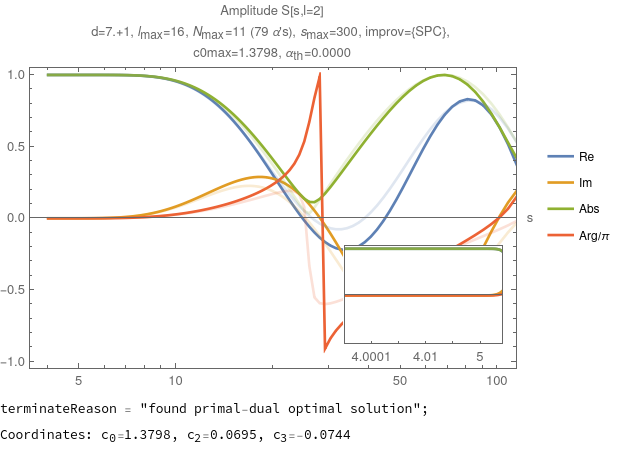 Amplitude S[s,l=2]
d=7.+1, lmax=16, Nmax=11 (79 α's), smax=300, improv={SPC},
c0max=1.3798, αth=0.0000
1.0
0.5
0.0
-0.5
-1.0
s
Re
Im
Abs
Arg/π
4.0001 4.01 5
5 10 50 100
terminateReason = "found primal-dual optimal solution";
Coordinates: c0=1.3798, c2=0.0695, c3=-0.0744